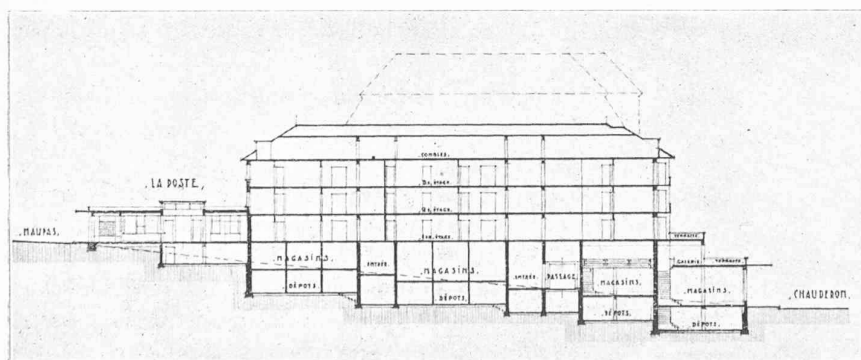 LA POSTE,
.MAUPAS.
.COMBLES.
3E. ÉTAGE.
2E. ÉTAGE.
1ER. ÉTAGE.
TERRASSE
.MAGASINS.
ENTRÉE.
.MAGASINS.
ENTRÉE.
PASSAGE.
.MAGASINS.
GALERIE.
TERRASSE
MAGASINS.
.DÉPOTS.
.DÉPOTS.
.DÉPOTS.
.DÉPOTS.
.CHAUDERON.